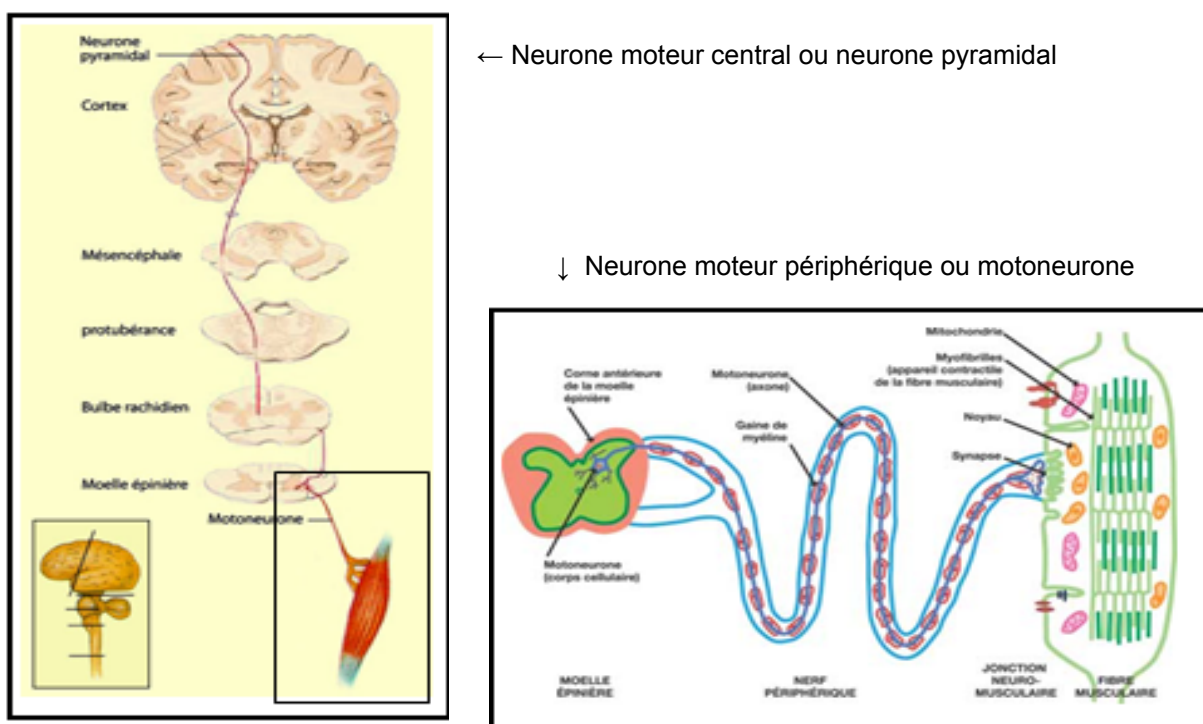 Neurone
pyramidal
Cortex
Mésencéphale
protubérance
Bulbe rachidien
Moelle épinière
Motoneurone
← Neurone moteur central ou neurone pyramidal
↓ Neurone moteur périphérique ou motoneurone
Corne antérieure
de la moelle
épinière
Motoneurone
(axone)
Gaine de
myéline
Mitochondrie
Myofibrilles
(appareil contractile
de la fibre musculaire)
Noyau
Synapse
Motoneurone
(corps cellulaire)
MOELLE
ÉPINIÈRE
NERF
PÉRIPHÉRIQUE
JONCTION
NEURO-
MUSCULAIRE
FIBRE
MUSCULAIRE